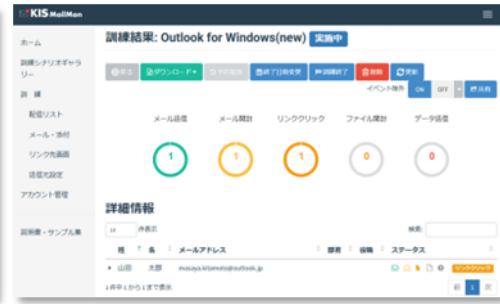 KIS MailMon
ホーム
訓練シナリオギャラリー
訓 練
配信リスト
メール・添付
リンク先画面
送信元設定
アカウント管理
説明書・サンプル集
訓練結果: Outlook for Windows(new) 実施中
戻る ダウンロード 予約取消 終了日時変更 訓練終了 削除 更新
イベント除外 ON OFF 共有
メール送信 メール開封 リンククリック ファイル開封 データ送信
1 1 1 0 0
詳細情報
10 件表示 検索:
姓 名 メールアドレス 部署 役職 ステータス
山田 太郎 masaya.kitamoto@outlook.jp リンククリック
1 件中 1 から 1 まで表示 前 1 次